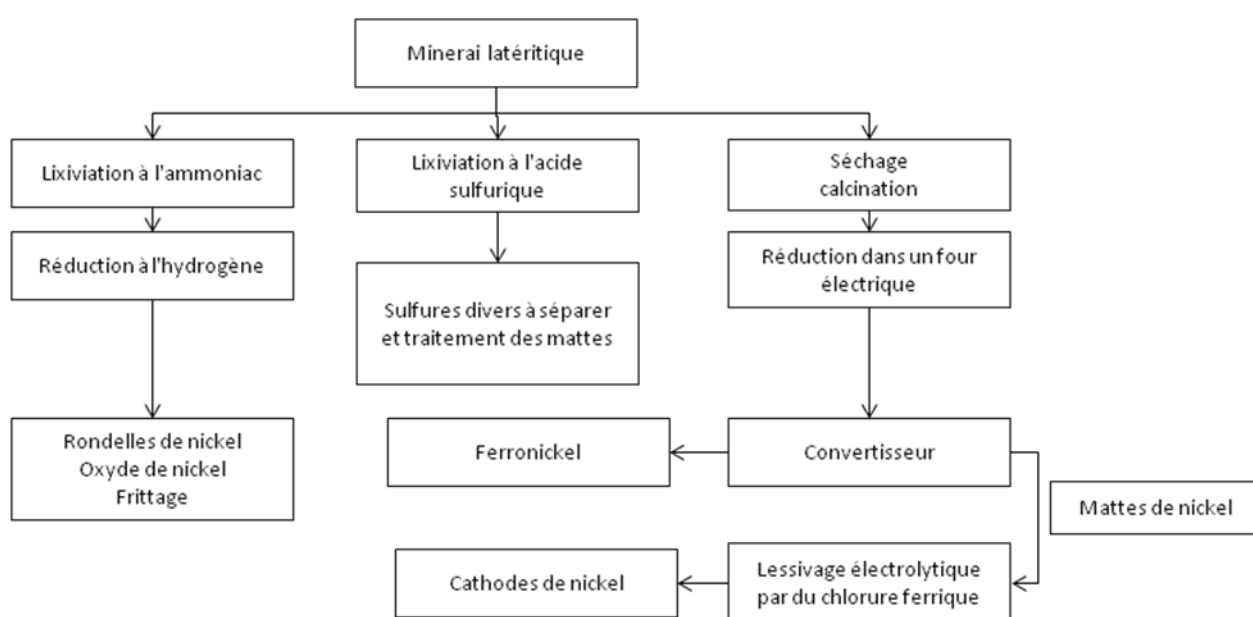 Minerai latéritique
Lixiviation à l'ammoniac
Lixiviation à l'acide
sulfurique
Séchage
calcination
Réduction à l'hydrogène
Sulfures divers à séparer
et traitement des mattes
Réduction dans un four
électrique
Rondelles de nickel
Oxyde de nickel
Frittage
Ferronickel
Convertisseur
Mattes de nickel
Cathodes de nickel
Lessivage électrolytique
par du chlorure ferrique